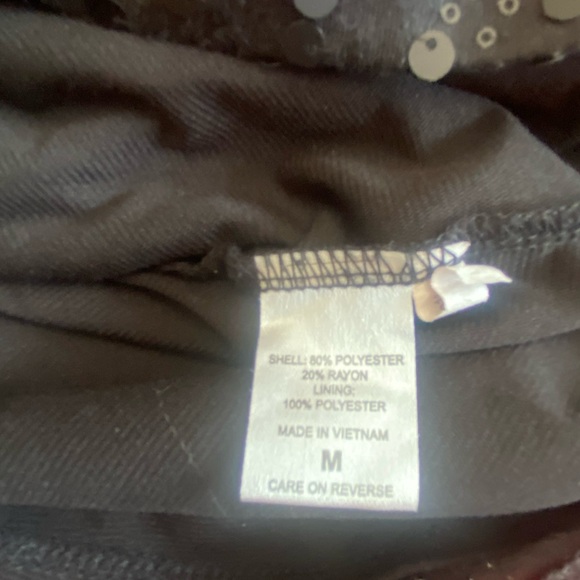 SHELL: 80% POLYESTER
20% RAYON
LINING:
100% POLYESTER
MADE IN VIETNAM
M
CARE ON REVERSE